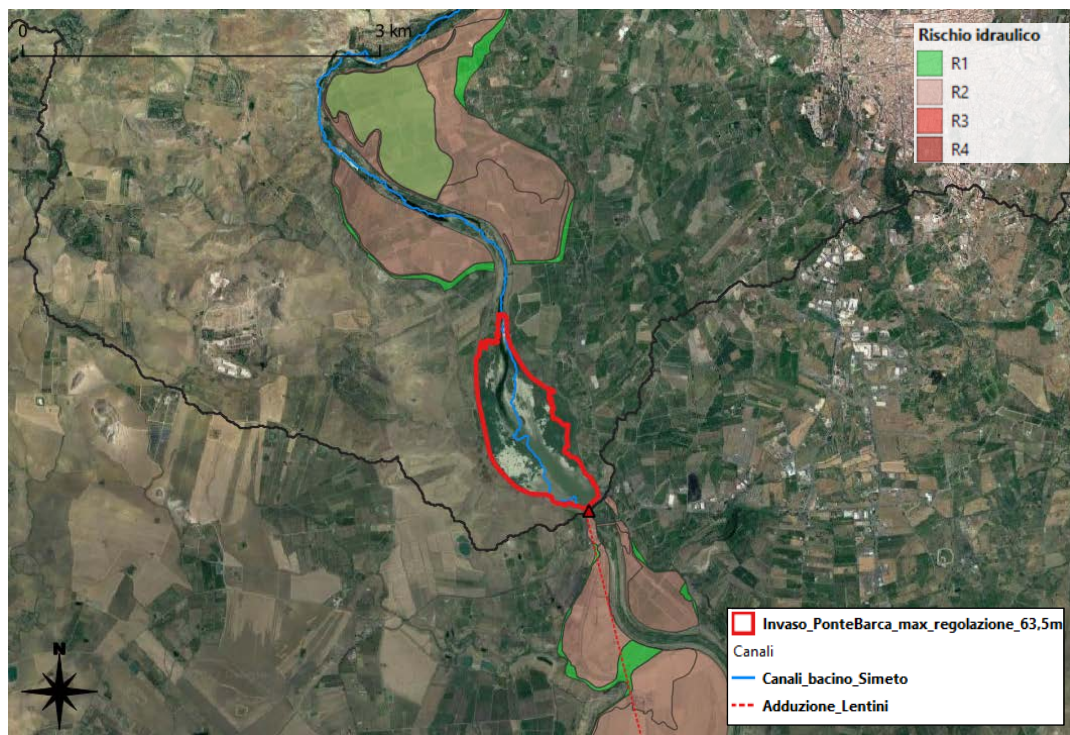 0
3 km
Rischio idraulico
R1
R2
R3
R4
N
Invaso_PonteBarca_max_regolazione_63,5m
Canali
Canali_bacino_Simeto
Adduzione_Lentini